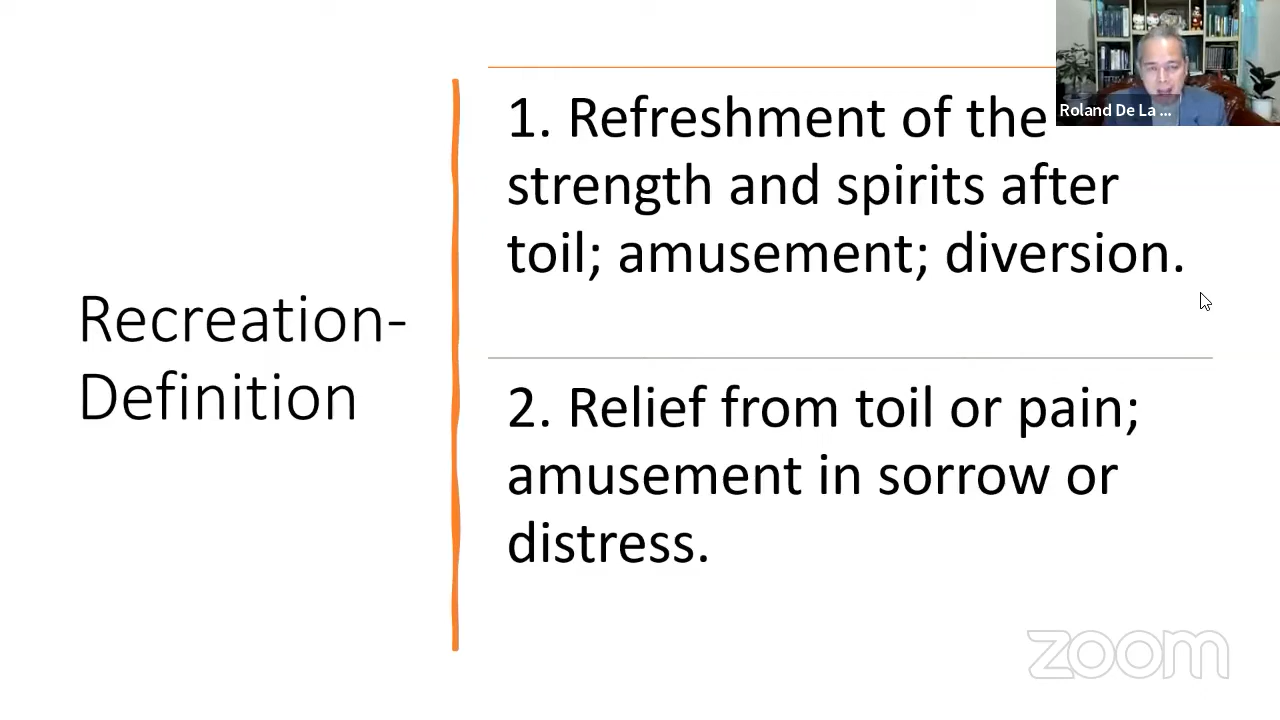 Recreation-
Definition
1. Refreshment of the
strength and spirits after
toil; amusement; diversion.
2. Relief from toil or pain;
amusement in sorrow or
distress.
Roland De La ...
zoom